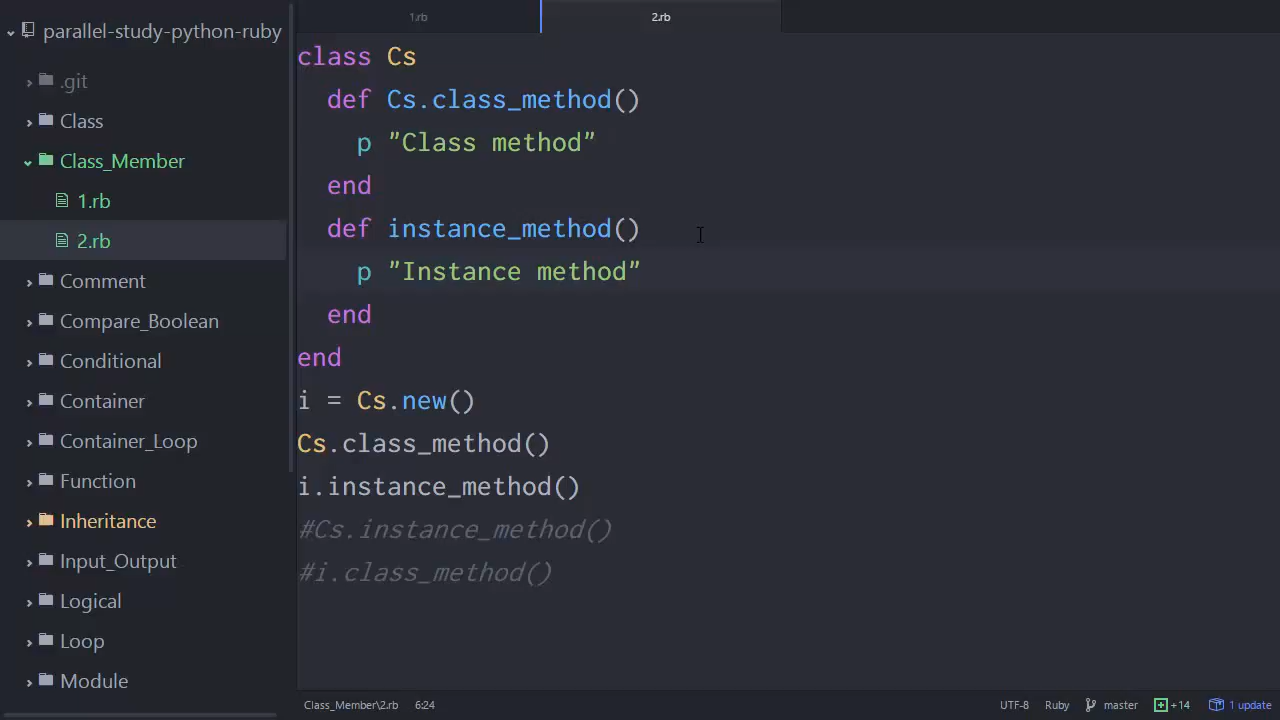 parallel-study-python-ruby
.git
Class
Class_Member
1.rb
2.rb
Comment
Compare_Boolean
Conditional
Container
Container_Loop
Function
Inheritance
Input_Output
Logical
Loop
Module
1.rb
2.rb
class Cs
  def Cs.class_method()
    p "Class method"
  end
  def instance_method()
    p "Instance method"
  end
end
i = Cs.new()
Cs.class_method()
i.instance_method()
#Cs.instance_method()
#i.class_method()
Class_Member\2.rb 6:24 UTF-8 Ruby master +14 1 update